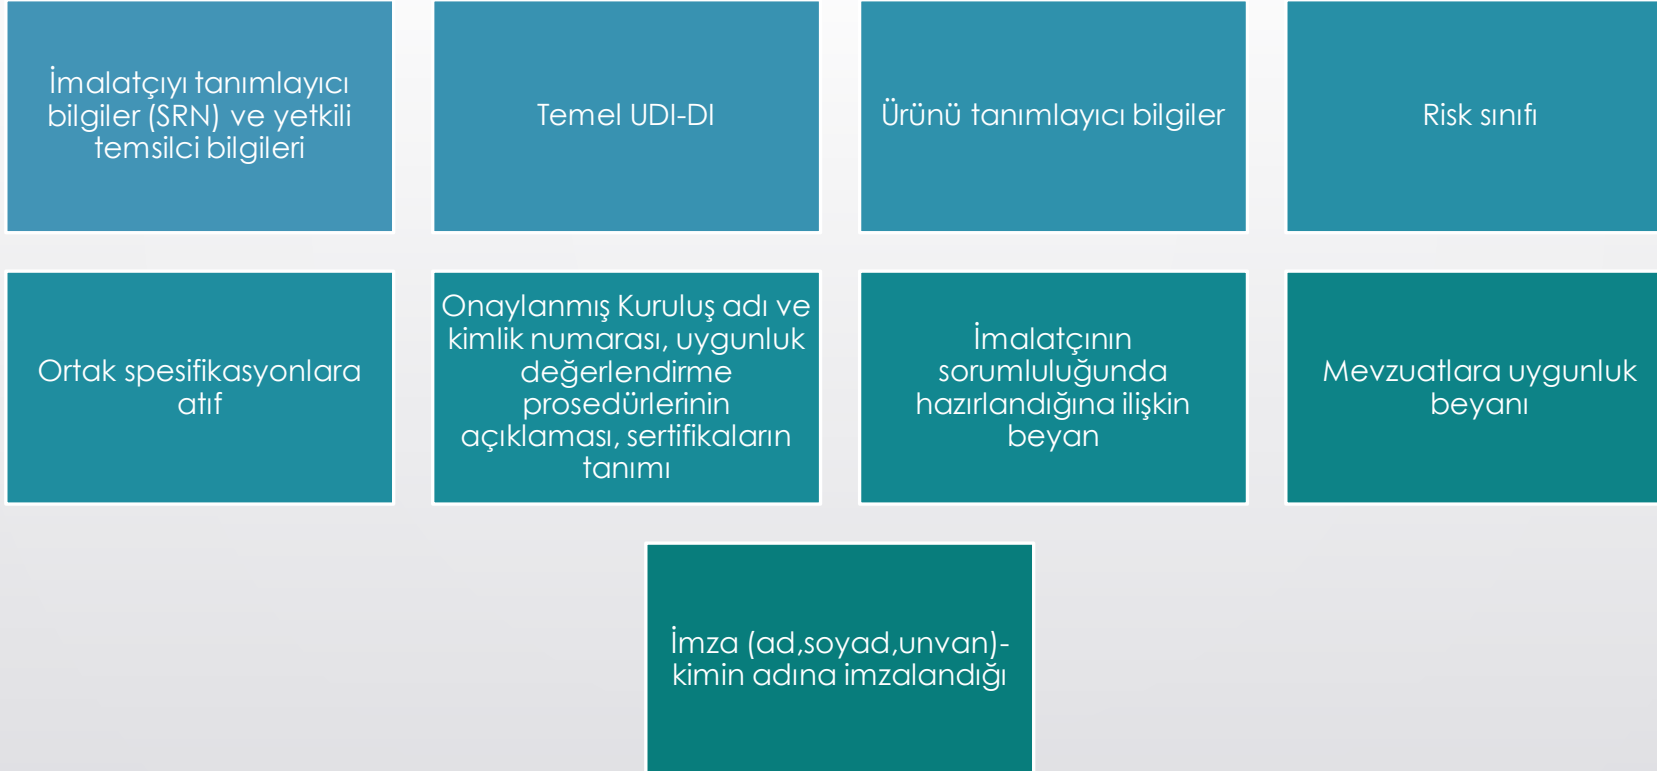 İmalatçıyı tanımlayıcı
bilgiler (SRN) ve yetkili
temsilci bilgileri
Temel UDI-DI
Ürünü tanımlayıcı bilgiler
Risk sınıfı
Ortak spesifikasyonlara
atıf
Onaylanmış Kuruluş adı ve
kimlik numarası, uygunluk
değerlendirme
prosedürlerinin
açıklaması, sertifikaların
tanımı
İmalatçının
sorumluluğunda
hazırlandığına ilişkin
beyan
Mevzuatlara uygunluk
beyanı
İmza (ad,soyad,unvan)-
kimin adına imzalandığı